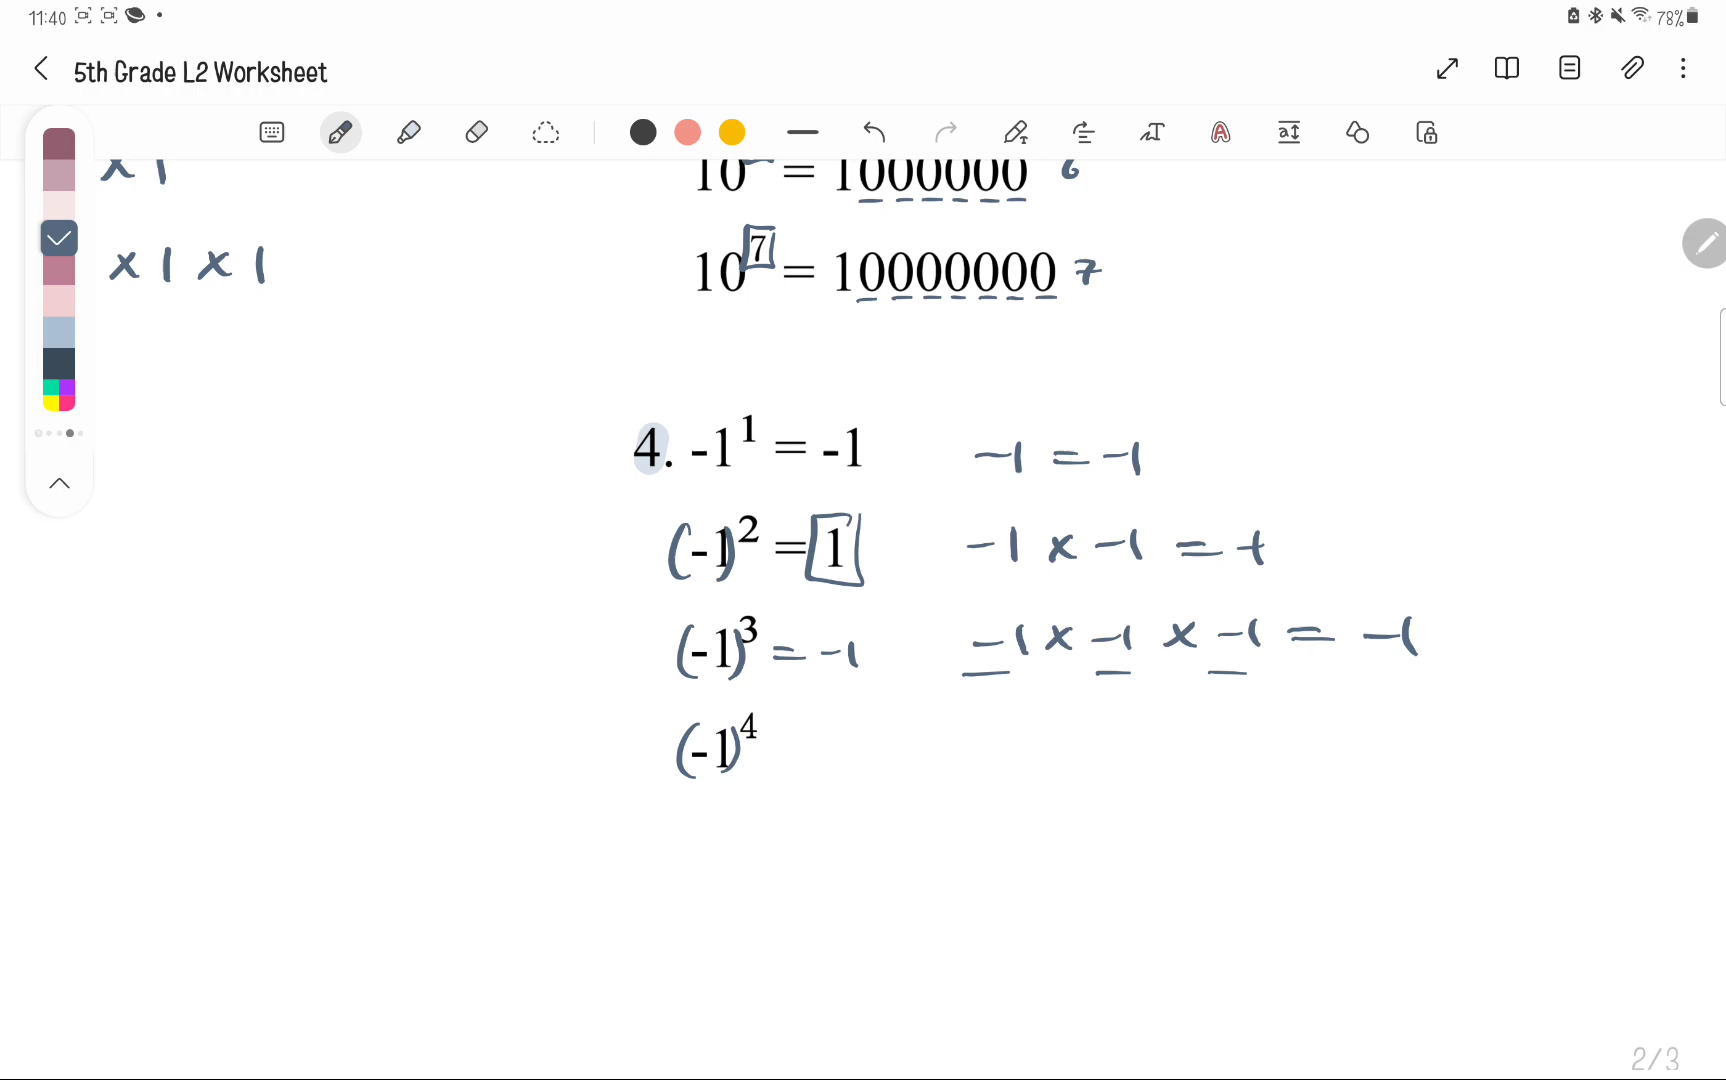 11:40 78%
5th Grade L2 Worksheet
x 1
10 = 1000000 6
x 1 x 1
10^7 = 10000000 7
4. -1^1 = -1 -1 = -1
(-1)^2 = 1 -1 x -1 = +
(-1)^3 = -1 -1 x -1 x -1 = -1
(-1)^4
2/3